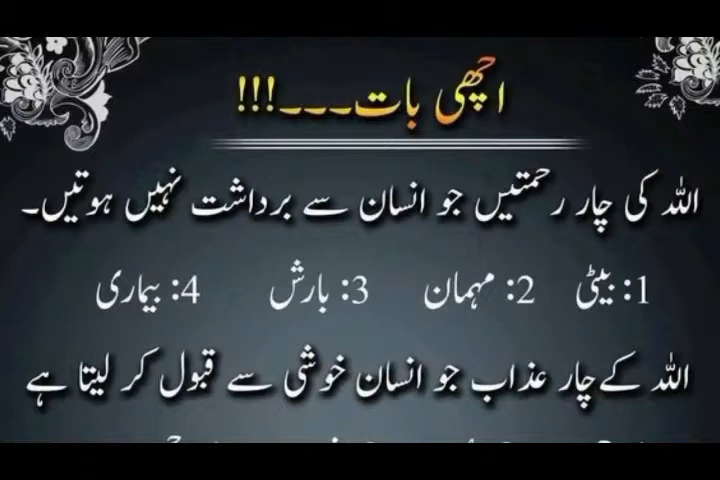 اچھی بات۔۔۔!!!
اللہ کی چار رحمتیں جو انسان سے برداشت نہیں ہوتیں۔
1: بیٹی 2: مہمان 3: بارش 4: بیماری
اللہ کے چار عذاب جو انسان خوشی سے قبول کر لیتا ہے